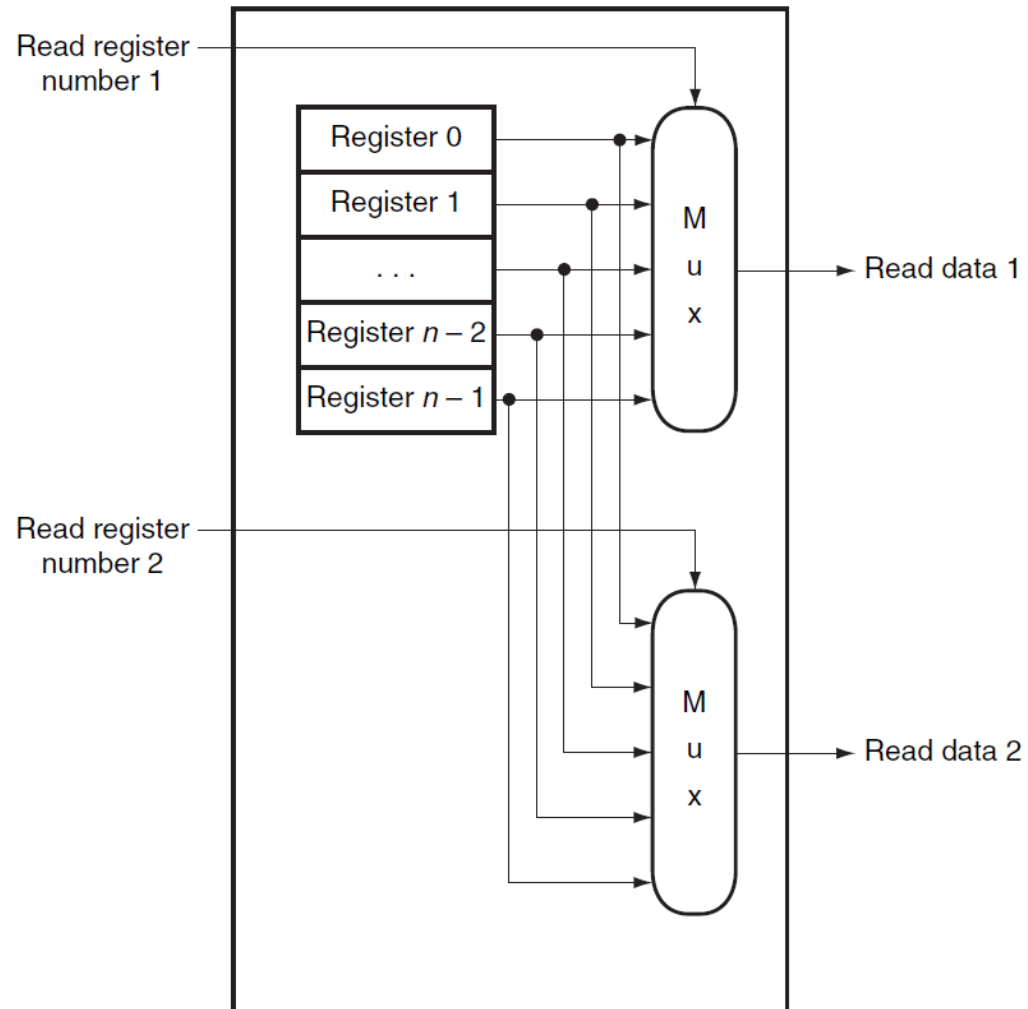 Read register
number 1
Register 0
Register 1
. . .
Register n – 2
Register n – 1
M
u
x
Read data 1
Read register
number 2
M
u
x
Read data 2